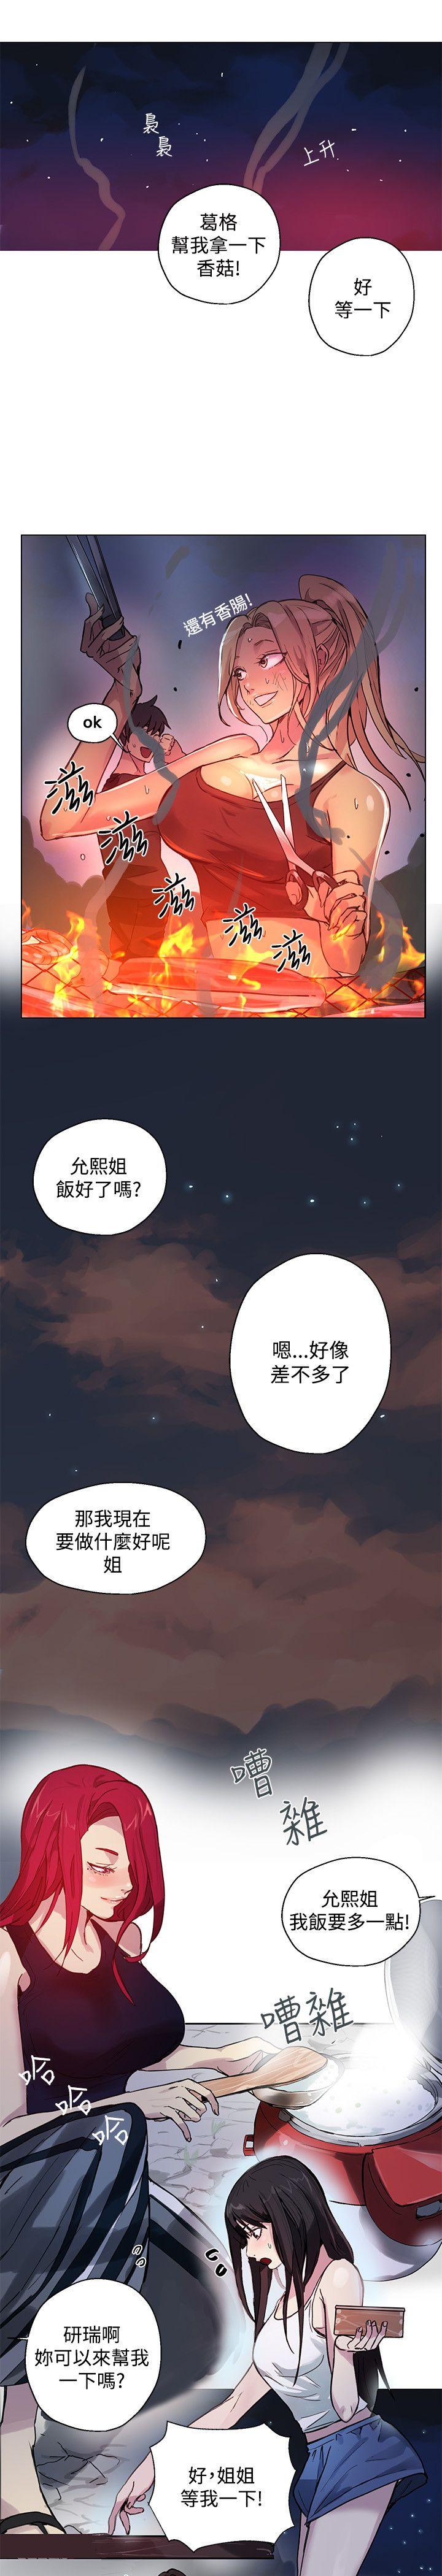 裊
裊
上升
葛格
幫我拿一下
香菇!
好
等一下
還有香腸!
ok
滋
滋
滋
滋
滋
允熙姐
飯好了嗎?
嗯...好像
差不多了
那我現在
要做什麼好呢
姐
嘈
雜
允熙姐
我飯要多一點!
嘈雜
哈
哈
哈
研瑞啊
妳可以來幫我
一下嗎?
好,姐姐
等我一下!